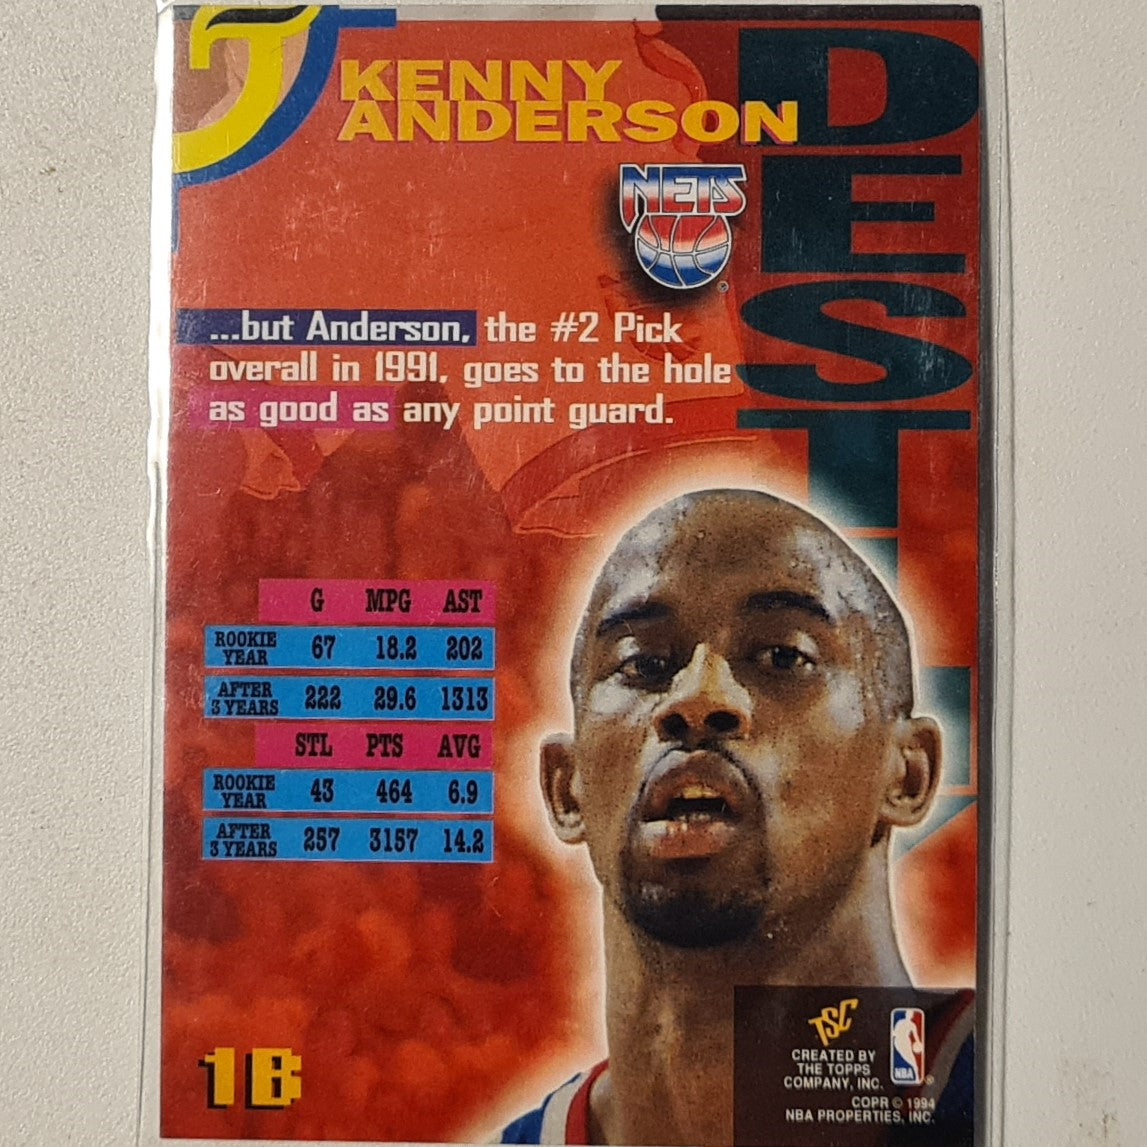 KENNY
ANDERSON
NETS
®
DEST
...but Anderson, the #2 Pick
overall in 1991, goes to the hole
as good as any point guard.
G MPG AST
ROOKIE YEAR 67 18.2 202
AFTER 3 YEARS 222 29.6 1313
STL PTS AVG
ROOKIE YEAR 43 464 6.9
AFTER 3 YEARS 257 3157 14.2
1B
TSC
NBA
®
CREATED BY
THE TOPPS
COMPANY, INC.
COPR © 1994
NBA PROPERTIES, INC.